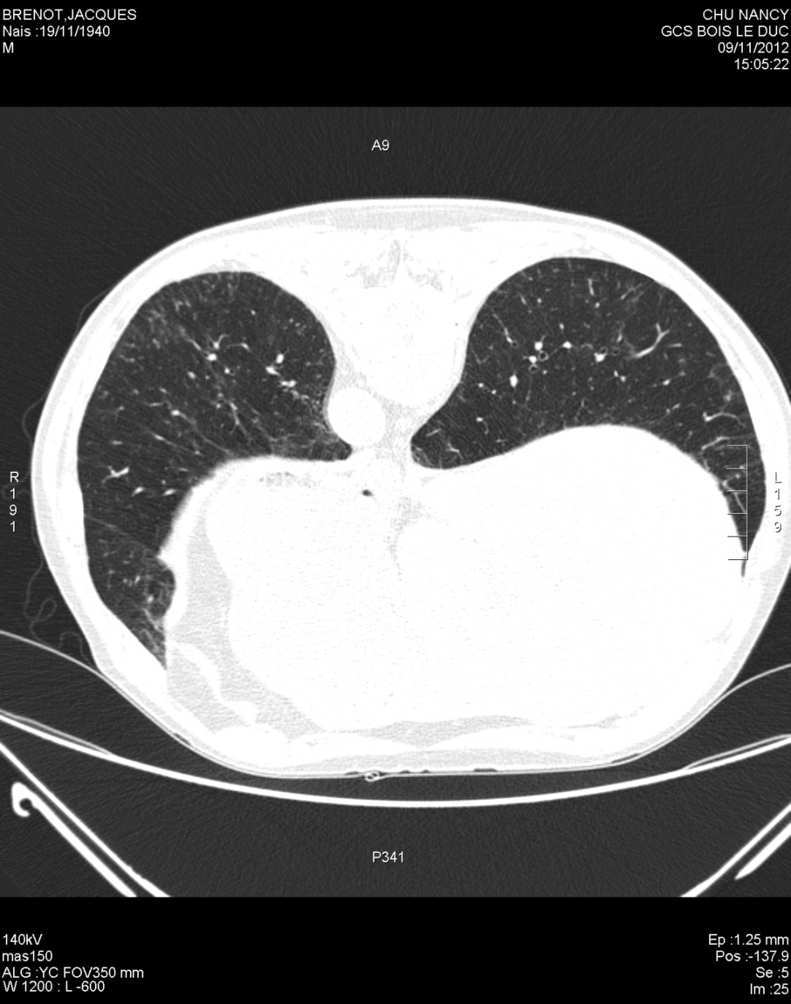 BRENOT,JACQUES
Nais :19/11/1940
M
CHU NANCY
GCS BOIS LE DUC
09/11/2012
15:05:22
A9
R
1
9
1
L
1
5
9
P341
140kV
mas150
ALG :YC FOV350 mm
W 1200 : L -600
Ep :1.25 mm
Pos :-137.9
Se :5
Im :25